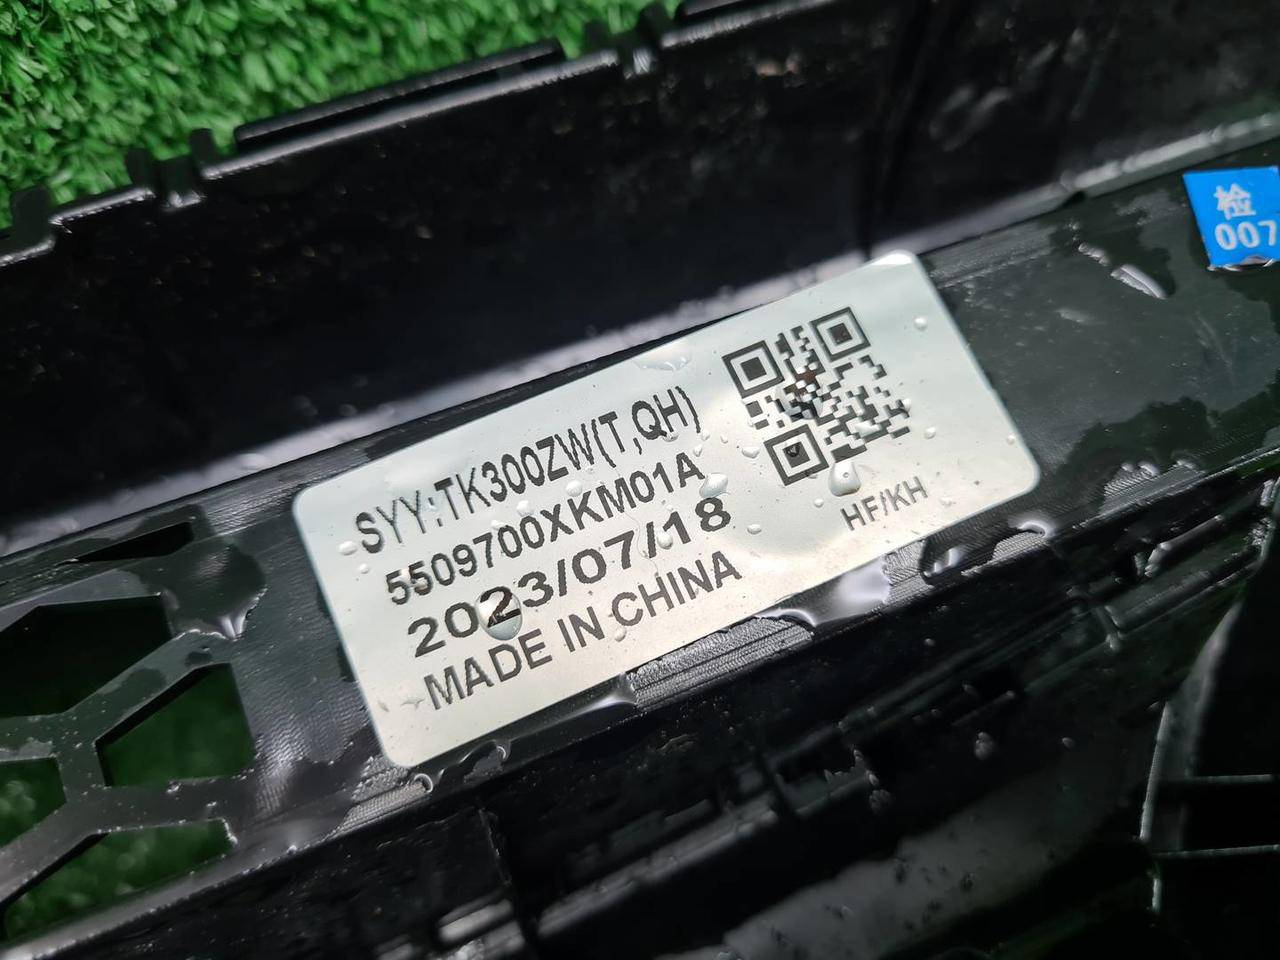 SYY:TK300ZW(T,QH)
5509700XKM01A
2023/07/18
MADE IN CHINA
HF/KH
检
007